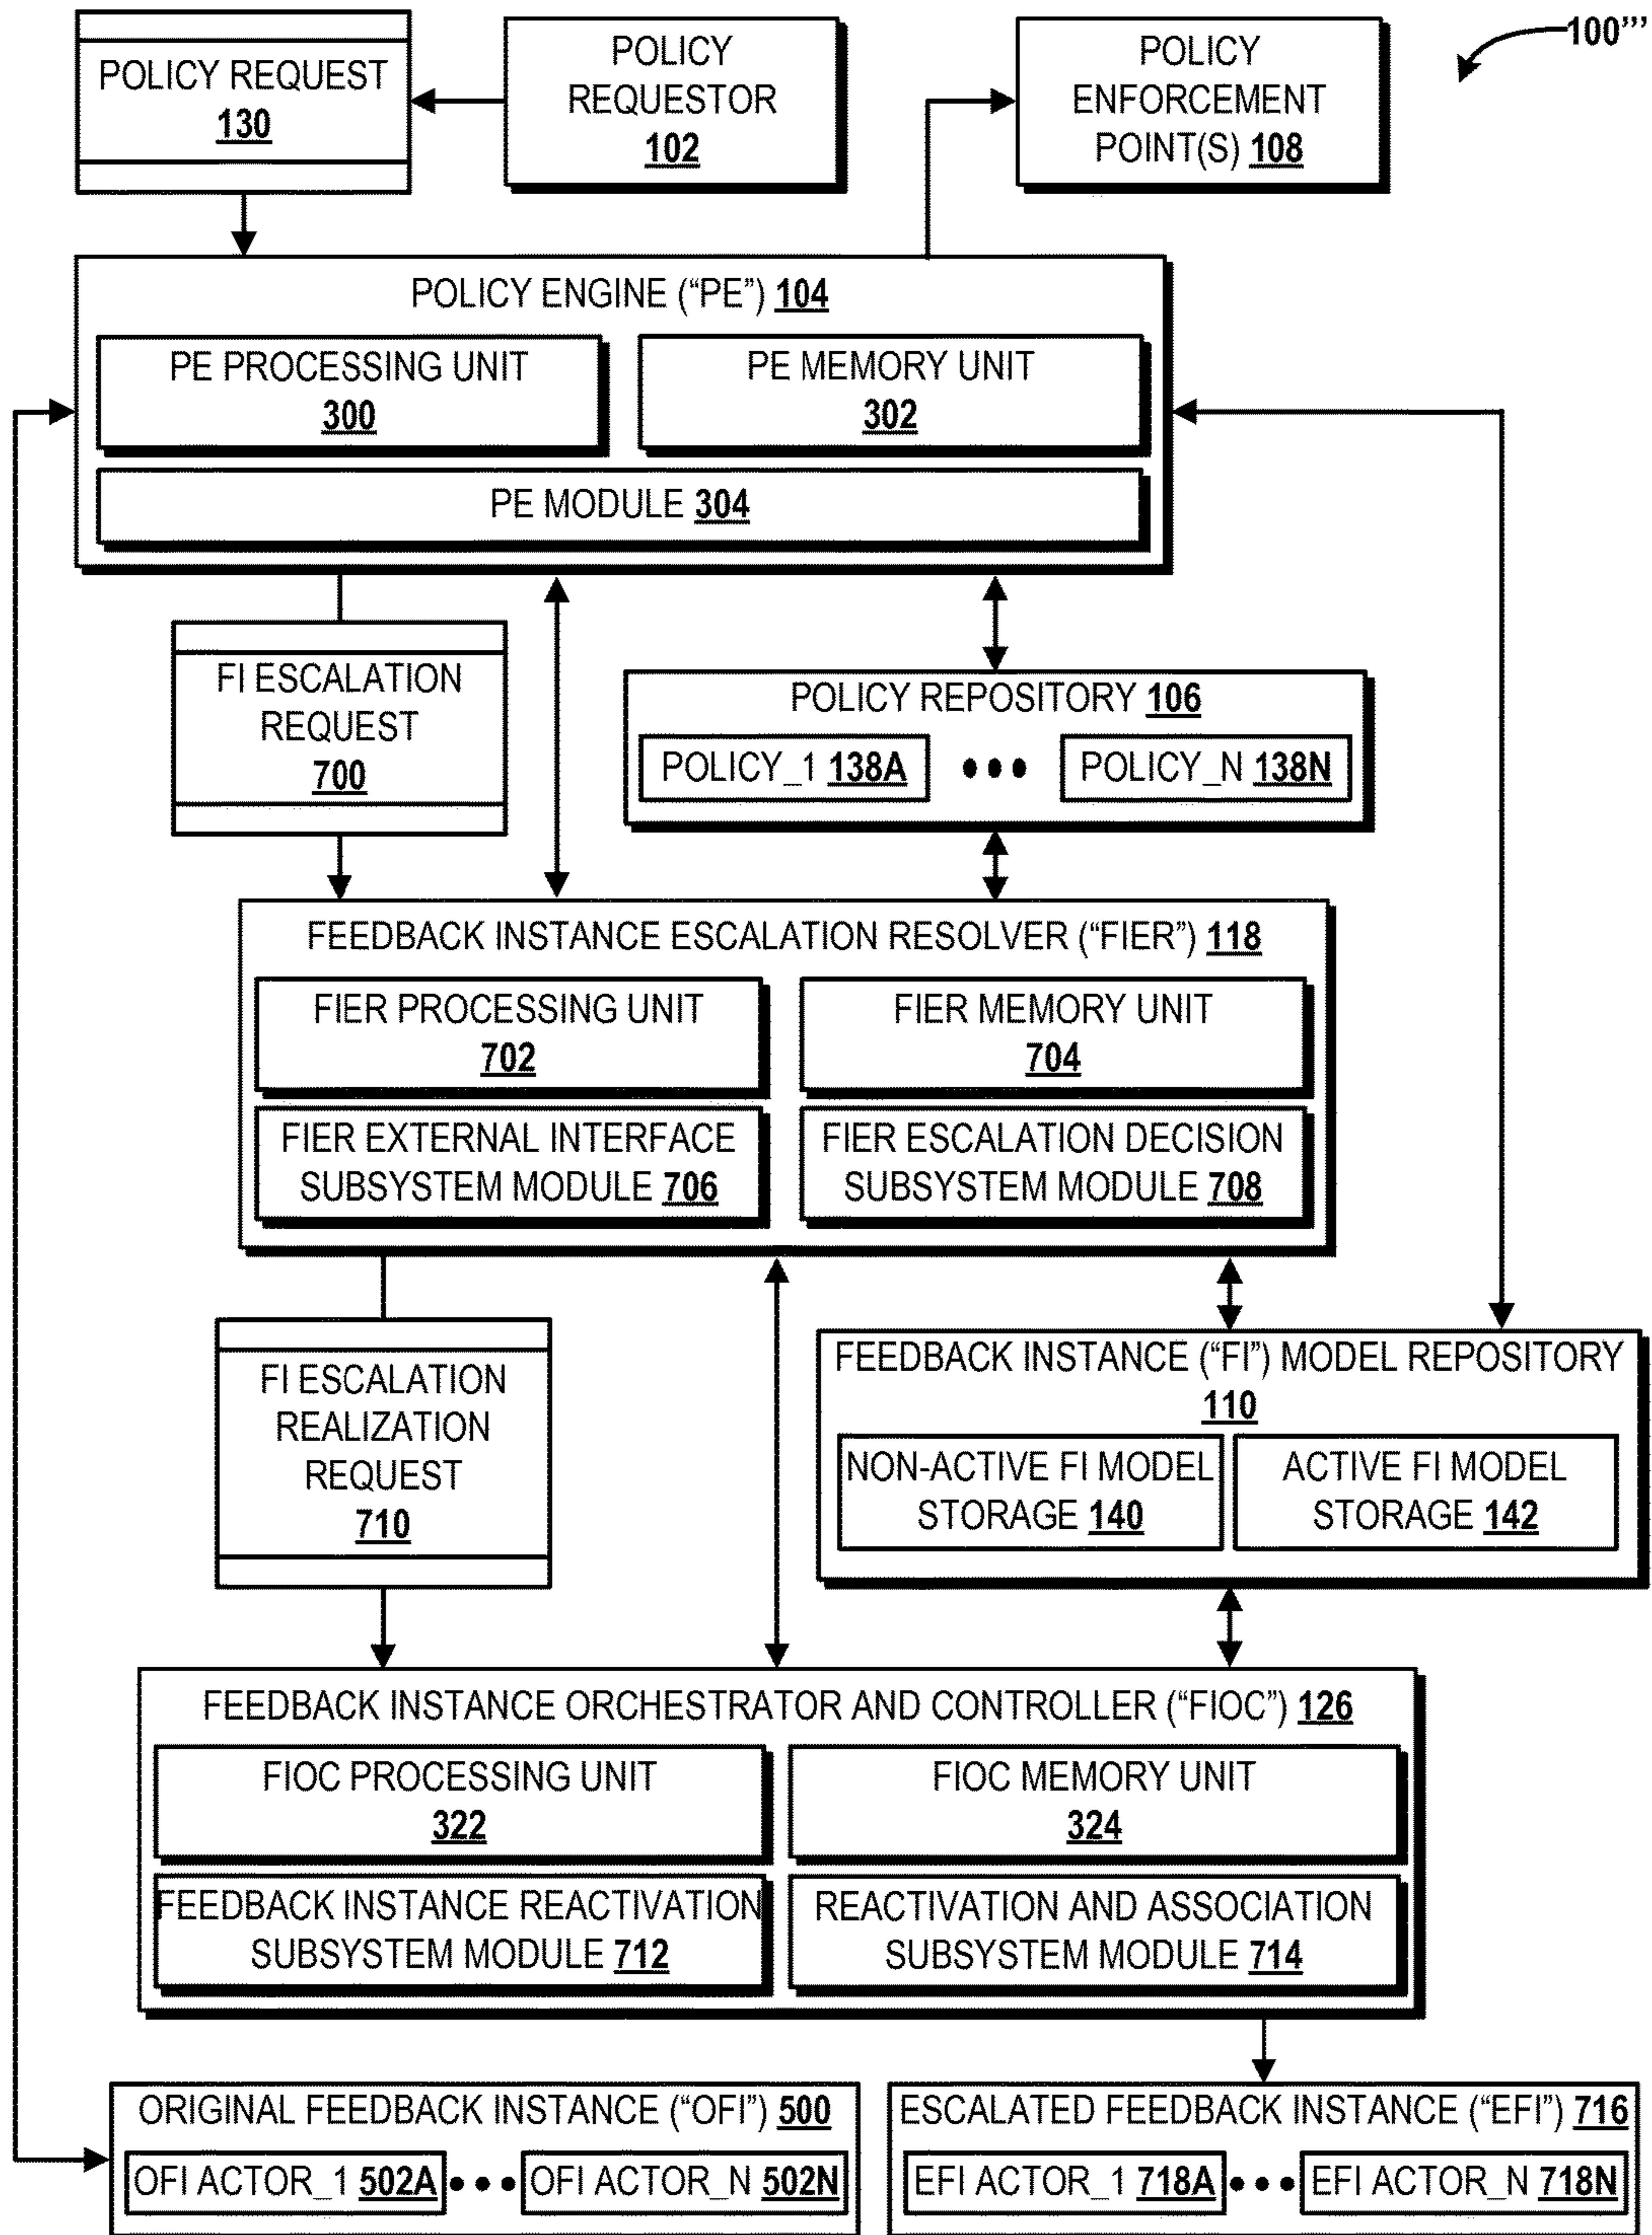 POLICY REQUEST
130
POLICY
REQUESTOR
102
POLICY
ENFORCEMENT
POINT(S) 108
100'''
POLICY ENGINE (“PE”) 104
PE PROCESSING UNIT
300
PE MEMORY UNIT
302
PE MODULE 304
FI ESCALATION
REQUEST
700
POLICY REPOSITORY 106
POLICY_1 138A
POLICY_N 138N
FEEDBACK INSTANCE ESCALATION RESOLVER (“FIER”) 118
FIER PROCESSING UNIT
702
FIER MEMORY UNIT
704
FIER EXTERNAL INTERFACE
SUBSYSTEM MODULE 706
FIER ESCALATION DECISION
SUBSYSTEM MODULE 708
FI ESCALATION
REALIZATION
REQUEST
710
FEEDBACK INSTANCE (“FI”) MODEL REPOSITORY
110
NON-ACTIVE FI MODEL
STORAGE 140
ACTIVE FI MODEL
STORAGE 142
FEEDBACK INSTANCE ORCHESTRATOR AND CONTROLLER (“FIOC”) 126
FIOC PROCESSING UNIT
322
FIOC MEMORY UNIT
324
FEEDBACK INSTANCE REACTIVATION
SUBSYSTEM MODULE 712
REACTIVATION AND ASSOCIATION
SUBSYSTEM MODULE 714
ORIGINAL FEEDBACK INSTANCE (“OFI”) 500
OFI ACTOR_1 502A
OFI ACTOR_N 502N
ESCALATED FEEDBACK INSTANCE (“EFI”) 716
EFI ACTOR_1 718A
EFI ACTOR_N 718N